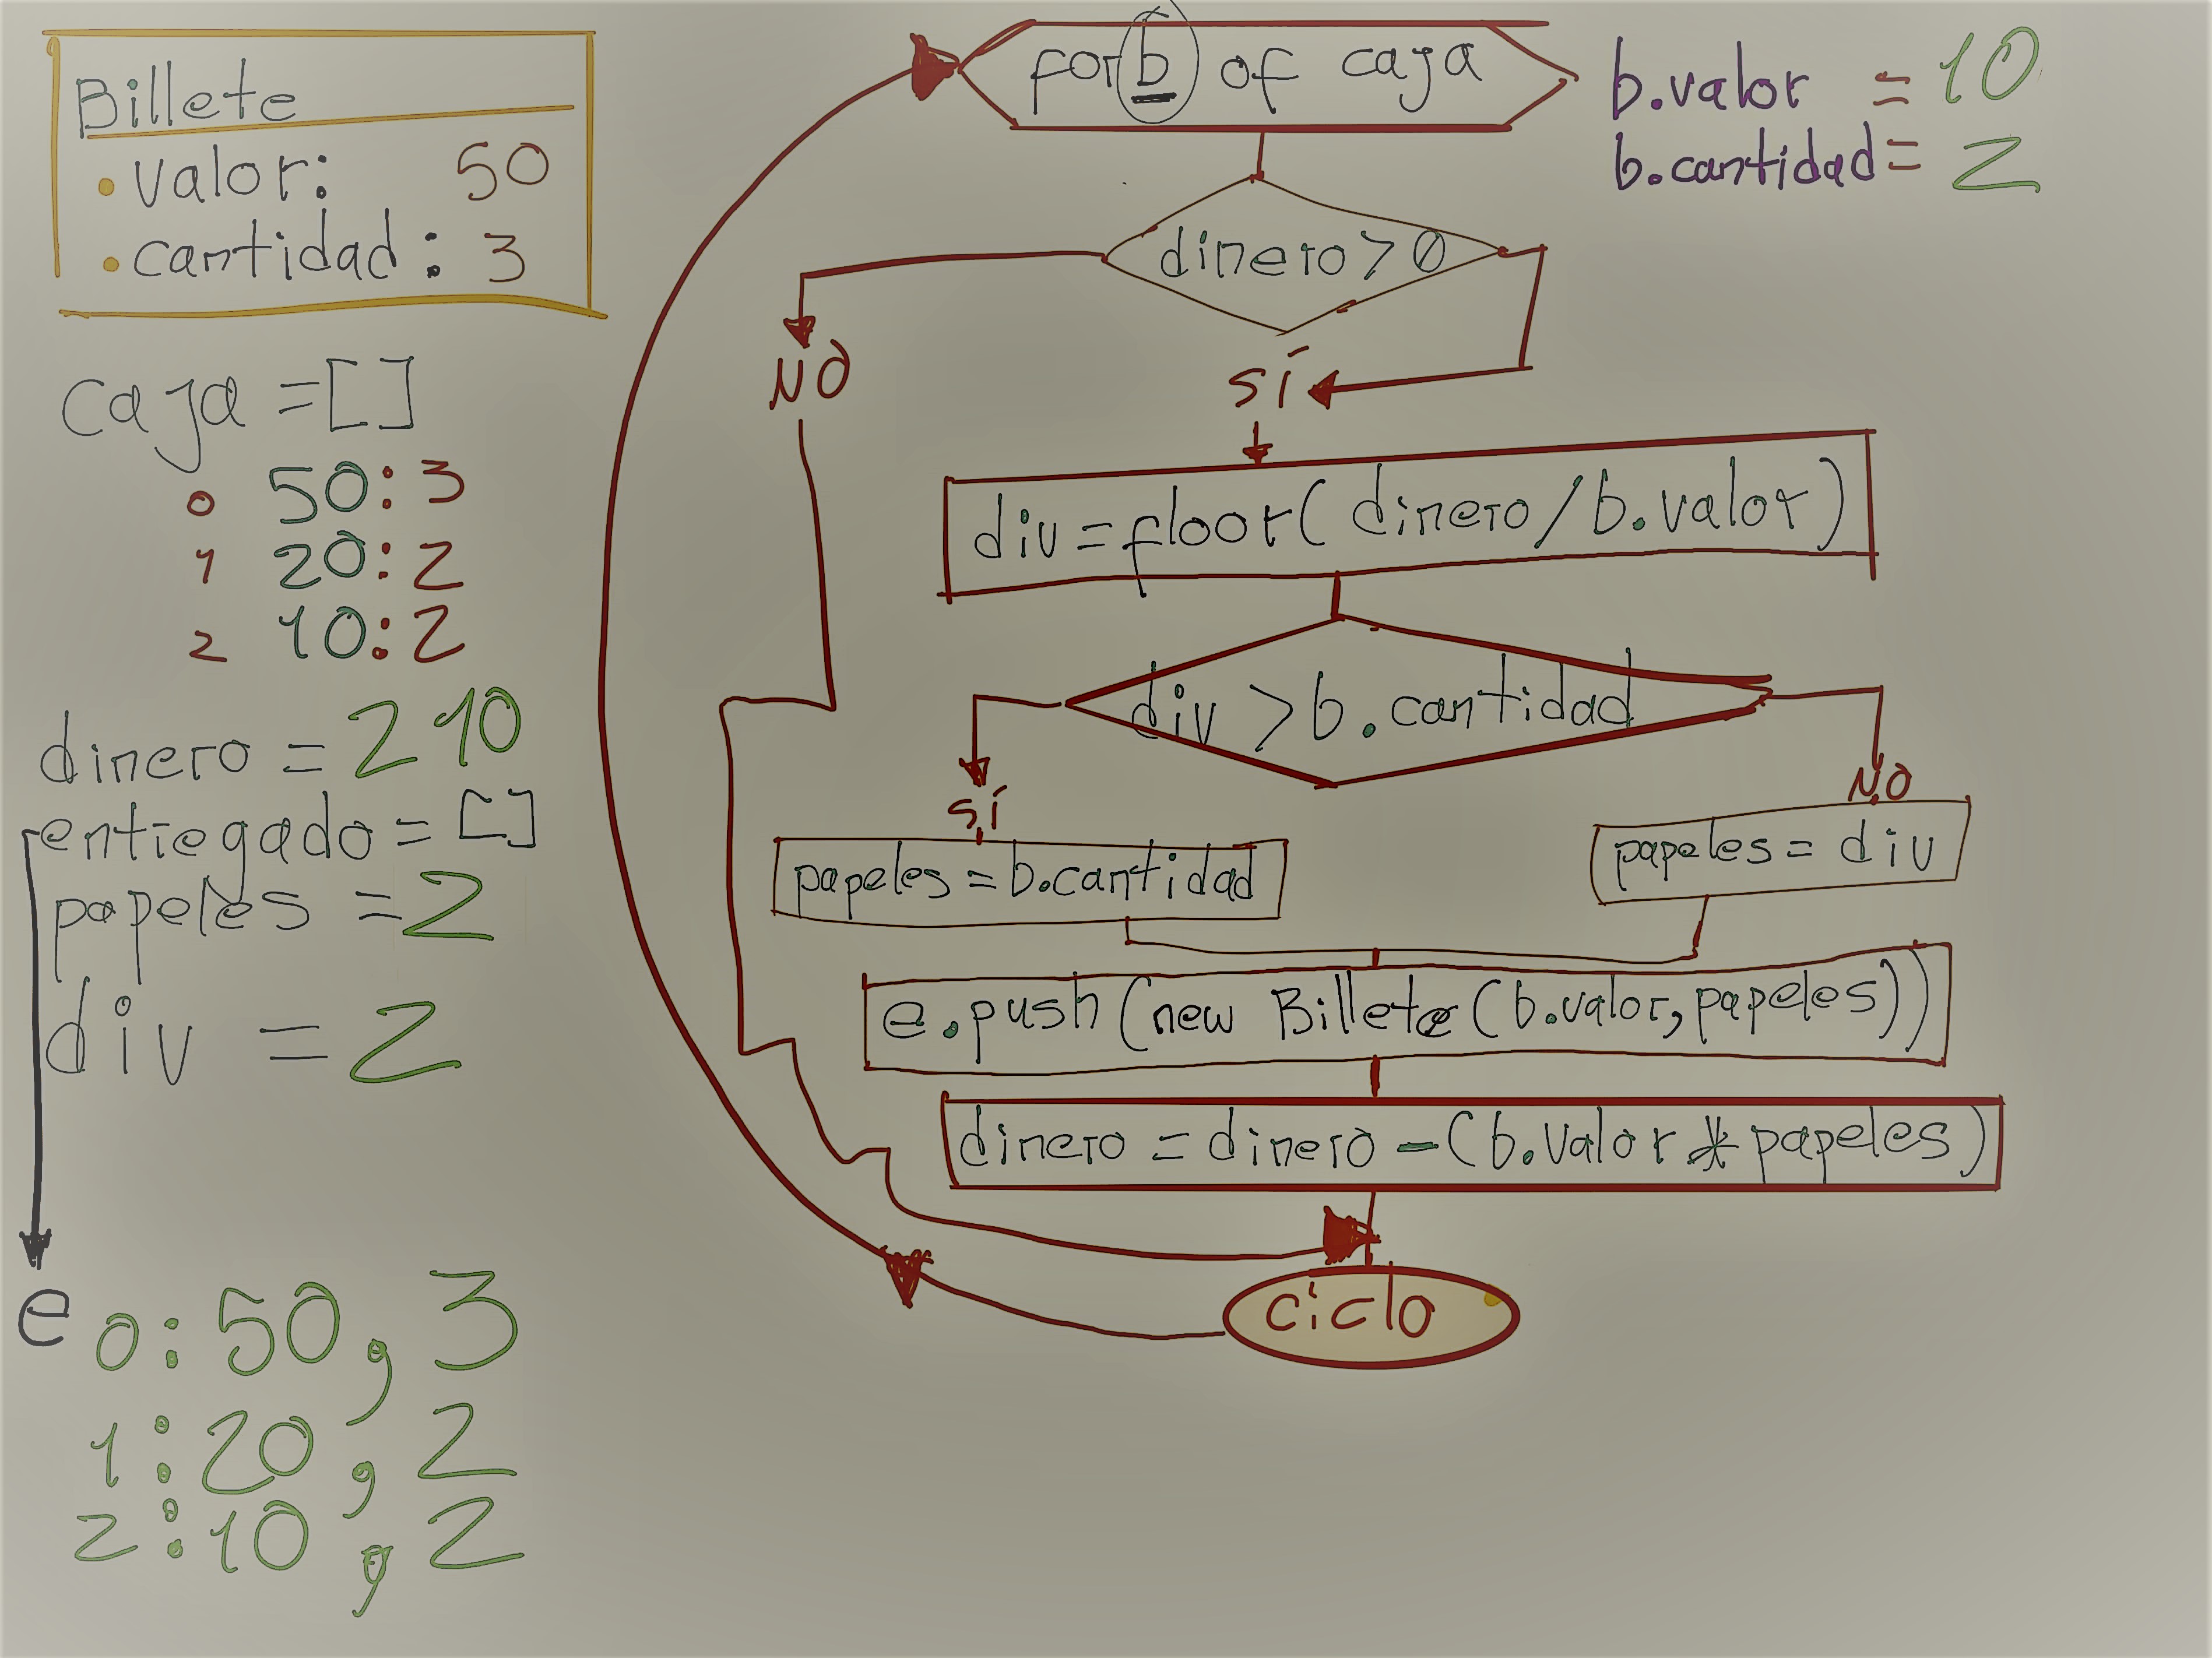 Billete
• valor: 50
• cantidad: 3
caja = []
0 50:3
1 20:2
2 10:2
dinero = 210
entregado = []
papeles = 2
div = 2
e 0:50,3
1:20,2
2:10,2
for b of caja
b.valor = 10
b.cantidad = 2
dinero > 0
NO
SÍ
div = floor( dinero / b.valor )
div > b.cantidad
sí
NO
papeles = b.cantidad
papeles = div
e.push(new Billete(b.valor, papeles))
dinero = dinero - (b.valor * papeles)
ciclo